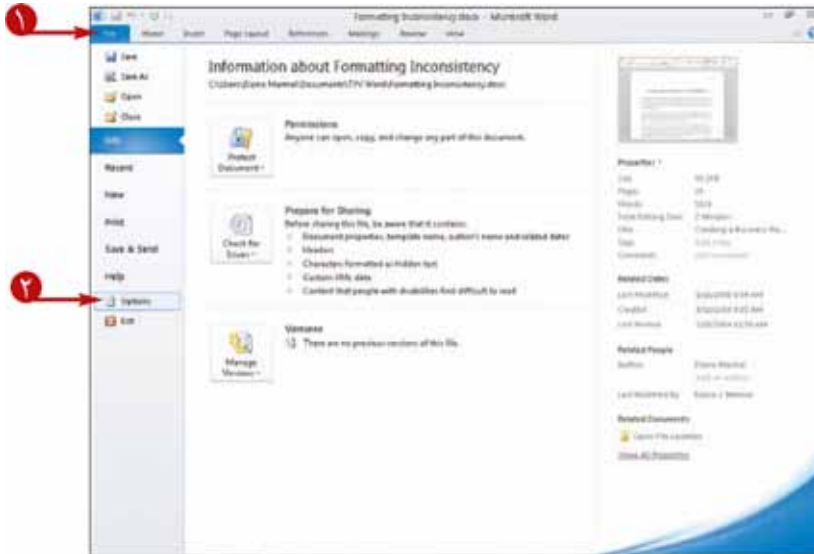 ۱
Formatting Inconsistency.docx - Microsoft Word
File Home Insert Page Layout References Mailings Review View
Save
Save As
Open
Close
Info
Recent
New
Print
Save & Send
Help
۲
Options
Exit
Information about Formatting Inconsistency
Protect Document
Permissions
Anyone can open, copy, and change any part of this document.
Check for Issues
Prepare for Sharing
Before sharing this file, be aware that it contains:
Document properties, template name, author's name and related dates
Headers
Characters formatted as hidden text
Custom XML data
Content that people with disabilities find difficult to read
Manage Versions
Versions
There are no previous versions of this file.
Properties
Size
Pages
Words
Total Editing Time
Title
Tags
Comments
Related Dates
Last Modified
Created
Last Printed
Related People
Author
Last Modified By
Related Documents
Open File Location
Show All Properties